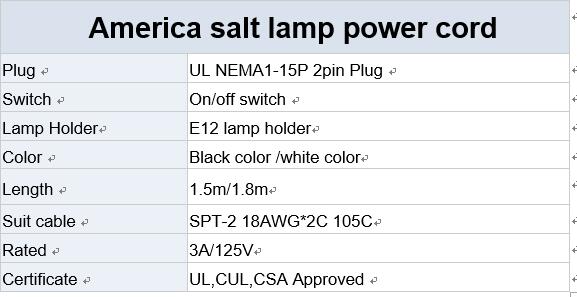 America salt lamp power cord
Plug UL NEMA1-15P 2pin Plug
Switch On/off switch
Lamp Holder E12 lamp holder
Color Black color /white color
Length 1.5m/1.8m
Suit cable SPT-2 18AWG*2C 105C
Rated 3A/125V
Certificate UL,CUL,CSA Approved